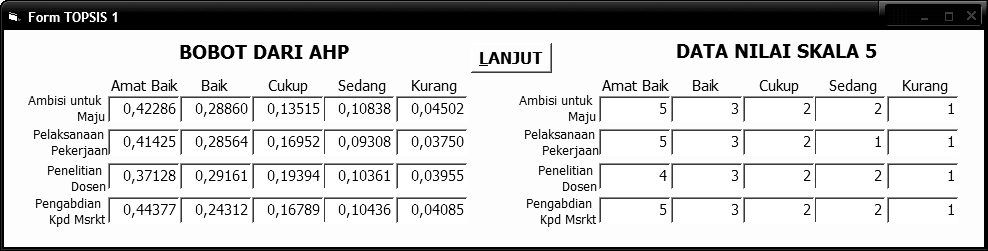 Form TOPSIS 1
BOBOT DARI AHP
LANJUT
DATA NILAI SKALA 5
Amat Baik Baik Cukup Sedang Kurang
Ambisi untuk Maju 0,42286 0,28860 0,13515 0,10838 0,04502
Pelaksanaan Pekerjaan 0,41425 0,28564 0,16952 0,09308 0,03750
Penelitian Dosen 0,37128 0,29161 0,19394 0,10361 0,03955
Pengabdian Kpd Msrkt 0,44377 0,24312 0,16789 0,10436 0,04085
Amat Baik Baik Cukup Sedang Kurang
Ambisi untuk Maju 5 3 2 2 1
Pelaksanaan Pekerjaan 5 3 2 1 1
Penelitian Dosen 4 3 2 2 1
Pengabdian Kpd Msrkt 5 3 2 2 1